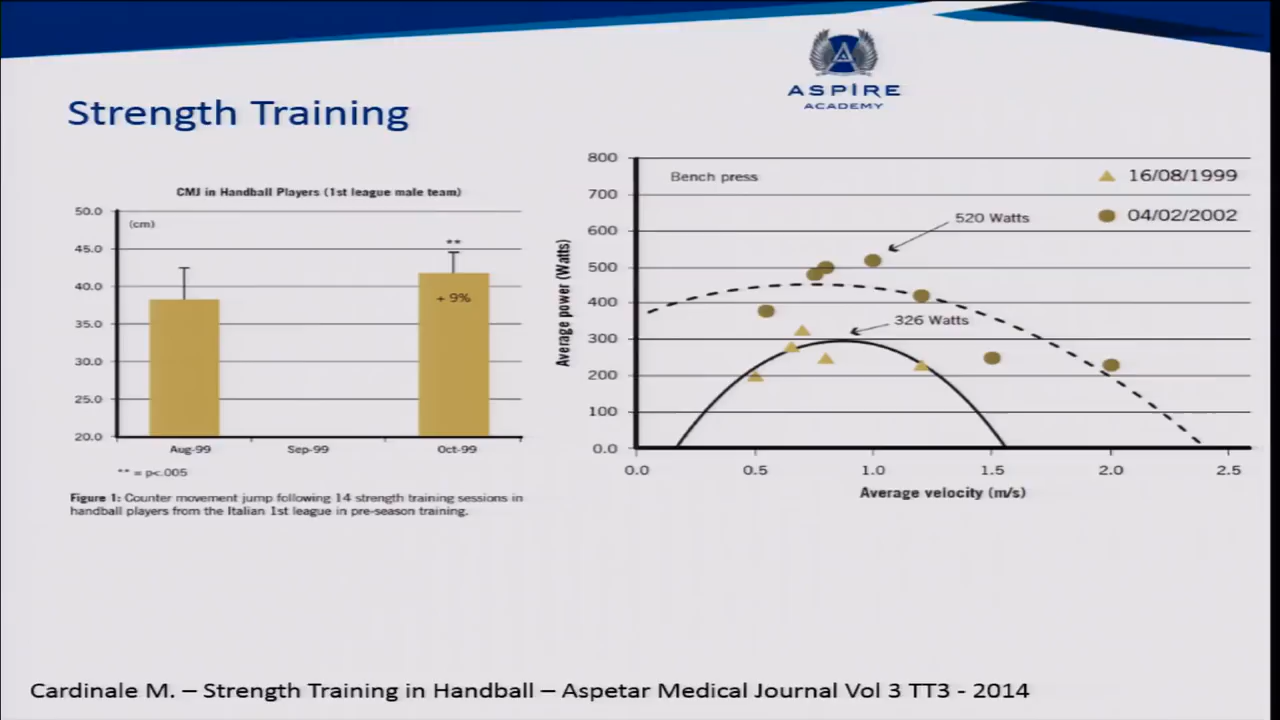 ASPIRE
ACADEMY
Strength Training
CMJ in Handball Players (1st league male team)
50.0
(cm)
45.0
**
40.0
+ 9%
35.0
30.0
25.0
20.0
Aug-99
Sep-99
Oct-99
** = p<.005
Figure 1: Counter movement jump following 14 strength training sessions in
handball players from the Italian 1st league in pre-season training.
800
Bench press
16/08/1999
700
04/02/2002
600
520 Watts
500
400
326 Watts
300
200
100
0.0
Average power (Watts)
0.0
0.5
1.0
1.5
2.0
2.5
Average velocity (m/s)
Cardinale M. – Strength Training in Handball – Aspetar Medical Journal Vol 3 TT3 - 2014